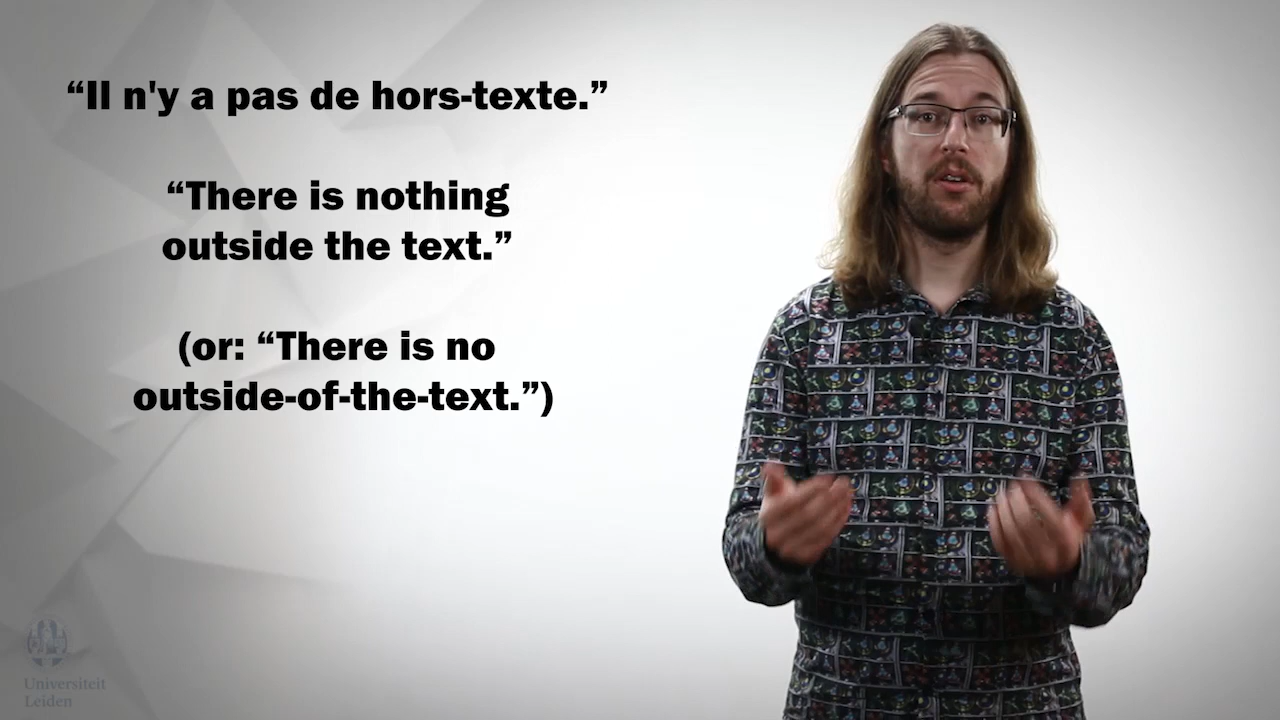 “Il n'y a pas de hors-texte.”
“There is nothing
outside the text.”
(or: “There is no
outside-of-the-text.”)
Universiteit
Leiden